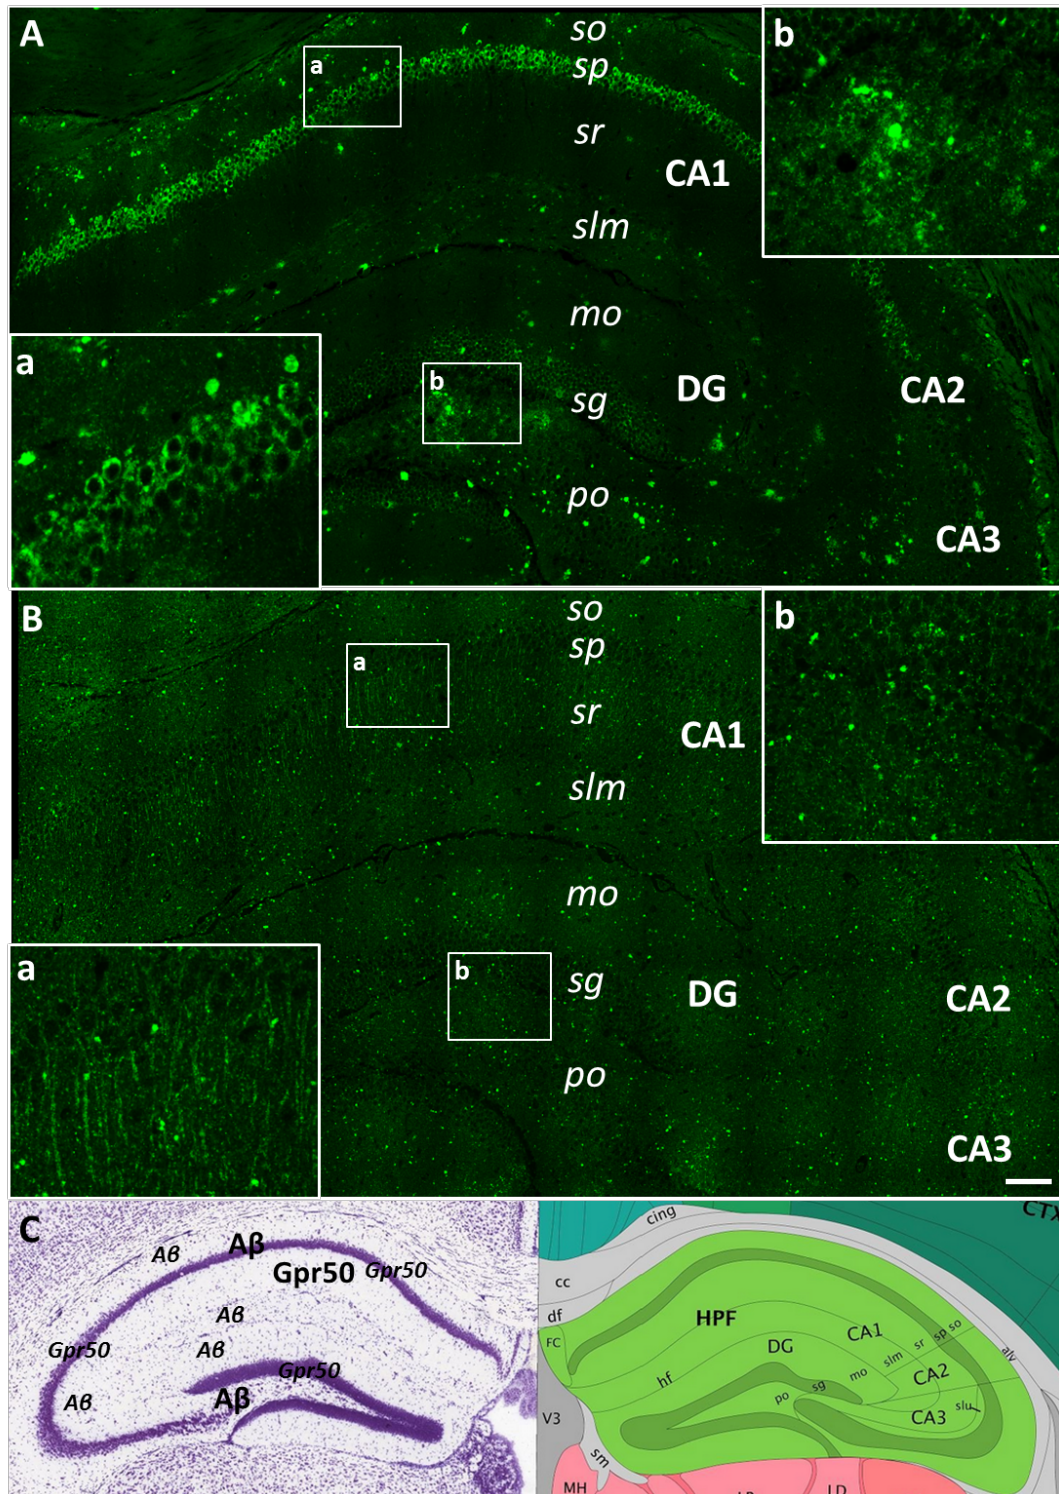 A
so
a
sp
b
sr
CA1
slm
mo
a
b
sg
DG
CA2
po
CA3
B
so
sp
a
b
sr
CA1
slm
mo
a
b
sg
DG
CA2
po
CA3
C
Aβ
Aβ
Gpr50
Gpr50
Aβ
Gpr50
Aβ
Gpr50
Aβ
Aβ
cing
CTX
cc
df
FC
HPF
DG
CA1
slm
sr
sp
so
alv
hf
mo
CA2
po
sg
CA3
slu
V3
sm
MH
LD